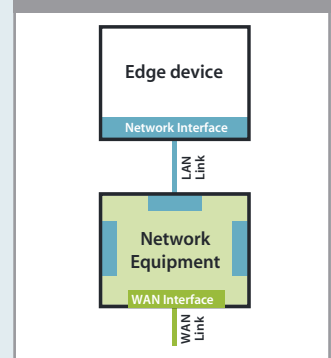 Edge device
Network Interface
LAN
Link
Network
Equipment
WAN Interface
WAN
Link